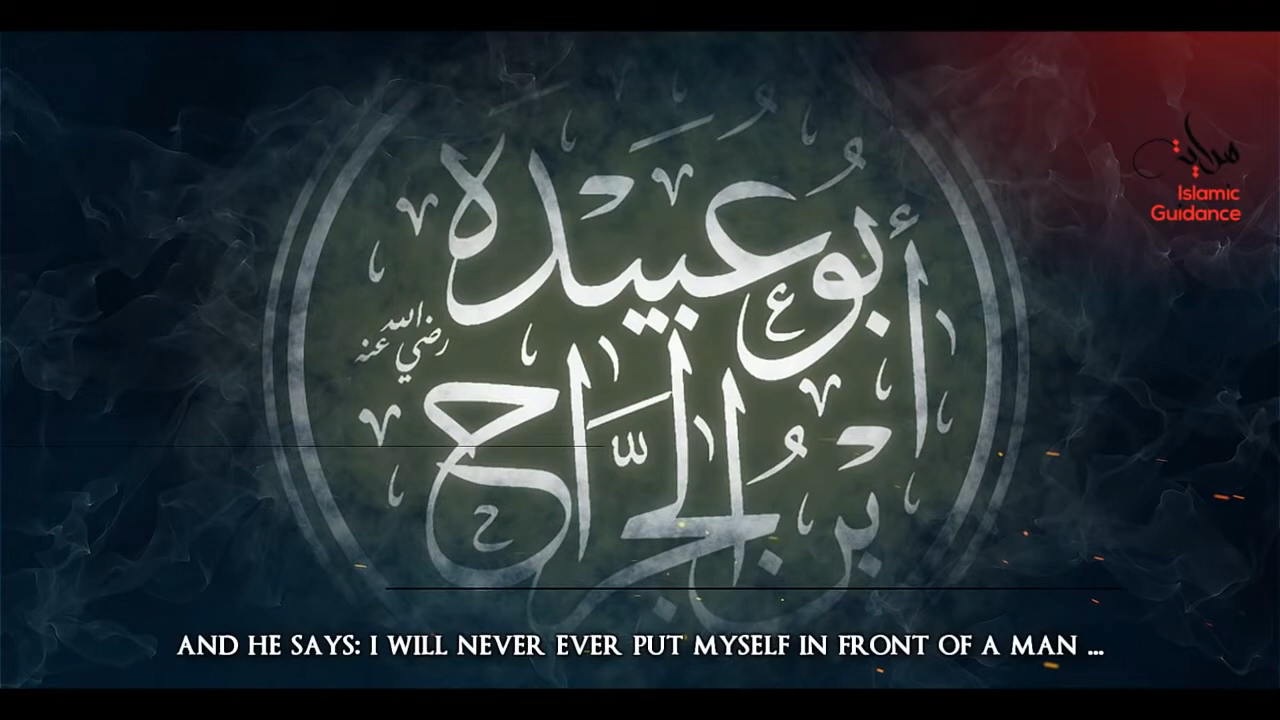 أبو عبيده
ابن الجراح
رضي الله عنه
هداية
Islamic
Guidance
AND HE SAYS: I WILL NEVER EVER PUT MYSELF IN FRONT OF A MAN ...